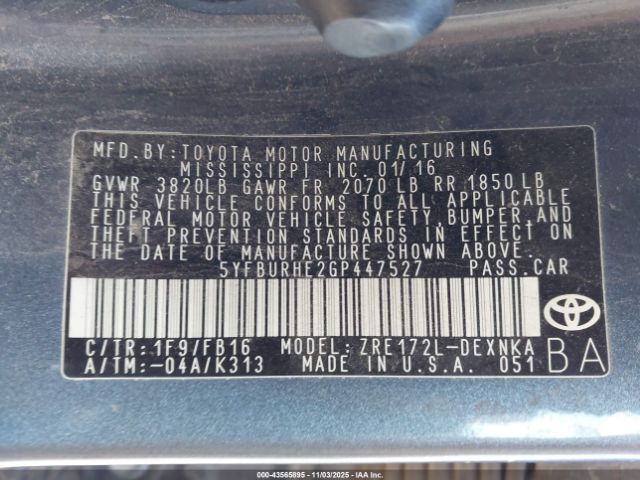 MFD.BY:TOYOTA MOTOR MANUFACTURING
MISSISSIPPI INC. 01/16
GVWR 3820LB GAWR FR 2070 LB RR 1850 LB
THIS VEHICLE CONFORMS TO ALL APPLICABLE
FEDERAL MOTOR VEHICLE SAFETY,BUMPER,AND
THEFT PREVENTION STANDARDS IN EFFECT ON
THE DATE OF MANUFACTURE SHOWN ABOVE.
5YFBURHE2GP447527 PASS.CAR
C/TR:1F9/FB16 MODEL: ZRE172L-DEXNKA
A/TM:-04A/K313 MADE IN U.S.A. 051
BA
000-43565895 - 11/03/2025 - IAA Corp.